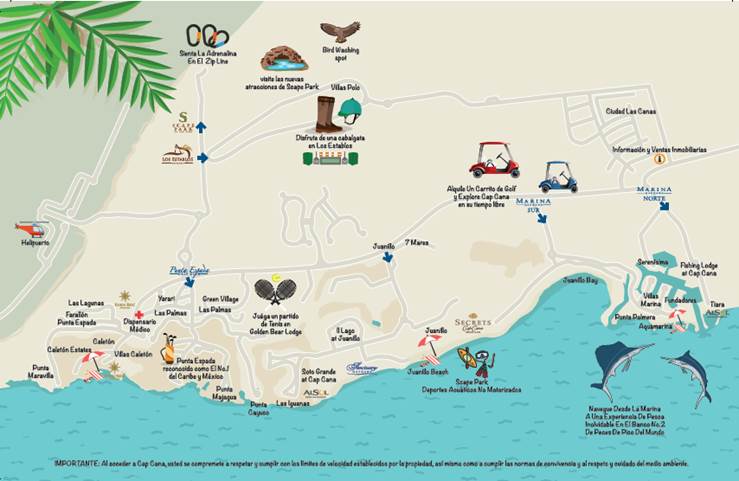 Sienta La Adrenalina
En El Zip Line
Bird Waching
spot
visite las nuevas
atracciones de Scape Park
Villas Polo
SCAPE
PARK
LOS ESTABLOS
Disfrute de una cabalgata
en Los Establos
Ciudad Las Canas
Información y Ventas Inmobiliarias
Alquile Un Carrito de Golf
y Explore Cap Cana
en su tiempo libre
MARINA
SUR
MARINA
NORTE
Helipuerto
Juanillo
7 Mares
Punta Espada
Serenísima
Fishing Lodge
at Cap Cana
Juanillo Bay
Las Lagunas
Yarari
Green Village
Farallón
Punta Espada
Las Palmas
Las Palmas
Dispensario
Médico
Juéga un partido
de Tenis en
Golden Bear Lodge
Villas
Marina
Fundadores
Tiara
AlSol
Punta Palmera
Aquamarina
Il Lago
at Juanillo
Juanillo
SECRETS
Cap Cana
Caletón
Caletón Estates
Villas Caletón
Punta Espada
reconocido como El No.1
del Caribe y México
Punta
Maravilla
Soto Grande
at Cap Cana
Sanctuary
Juanillo Beach
Scape Park
Deportes Acuáticos No Motorizados
Punta
Majagua
AlSol
Punta
Cayuco
Las Iguanas
Navegue Desde La Marina
A Una Experiencia De Pesca
Inolvidable En El Banco No.2
De Peces De Pico Del Mundo
IMPORTANTE: Al acceder a Cap Cana, usted se compromete a respetar y cumplir con los límites de velocidad establecidos por la propiedad, así mismo como a cumplir las normas de convivencia y al respeto y cuidado del medio ambiente.